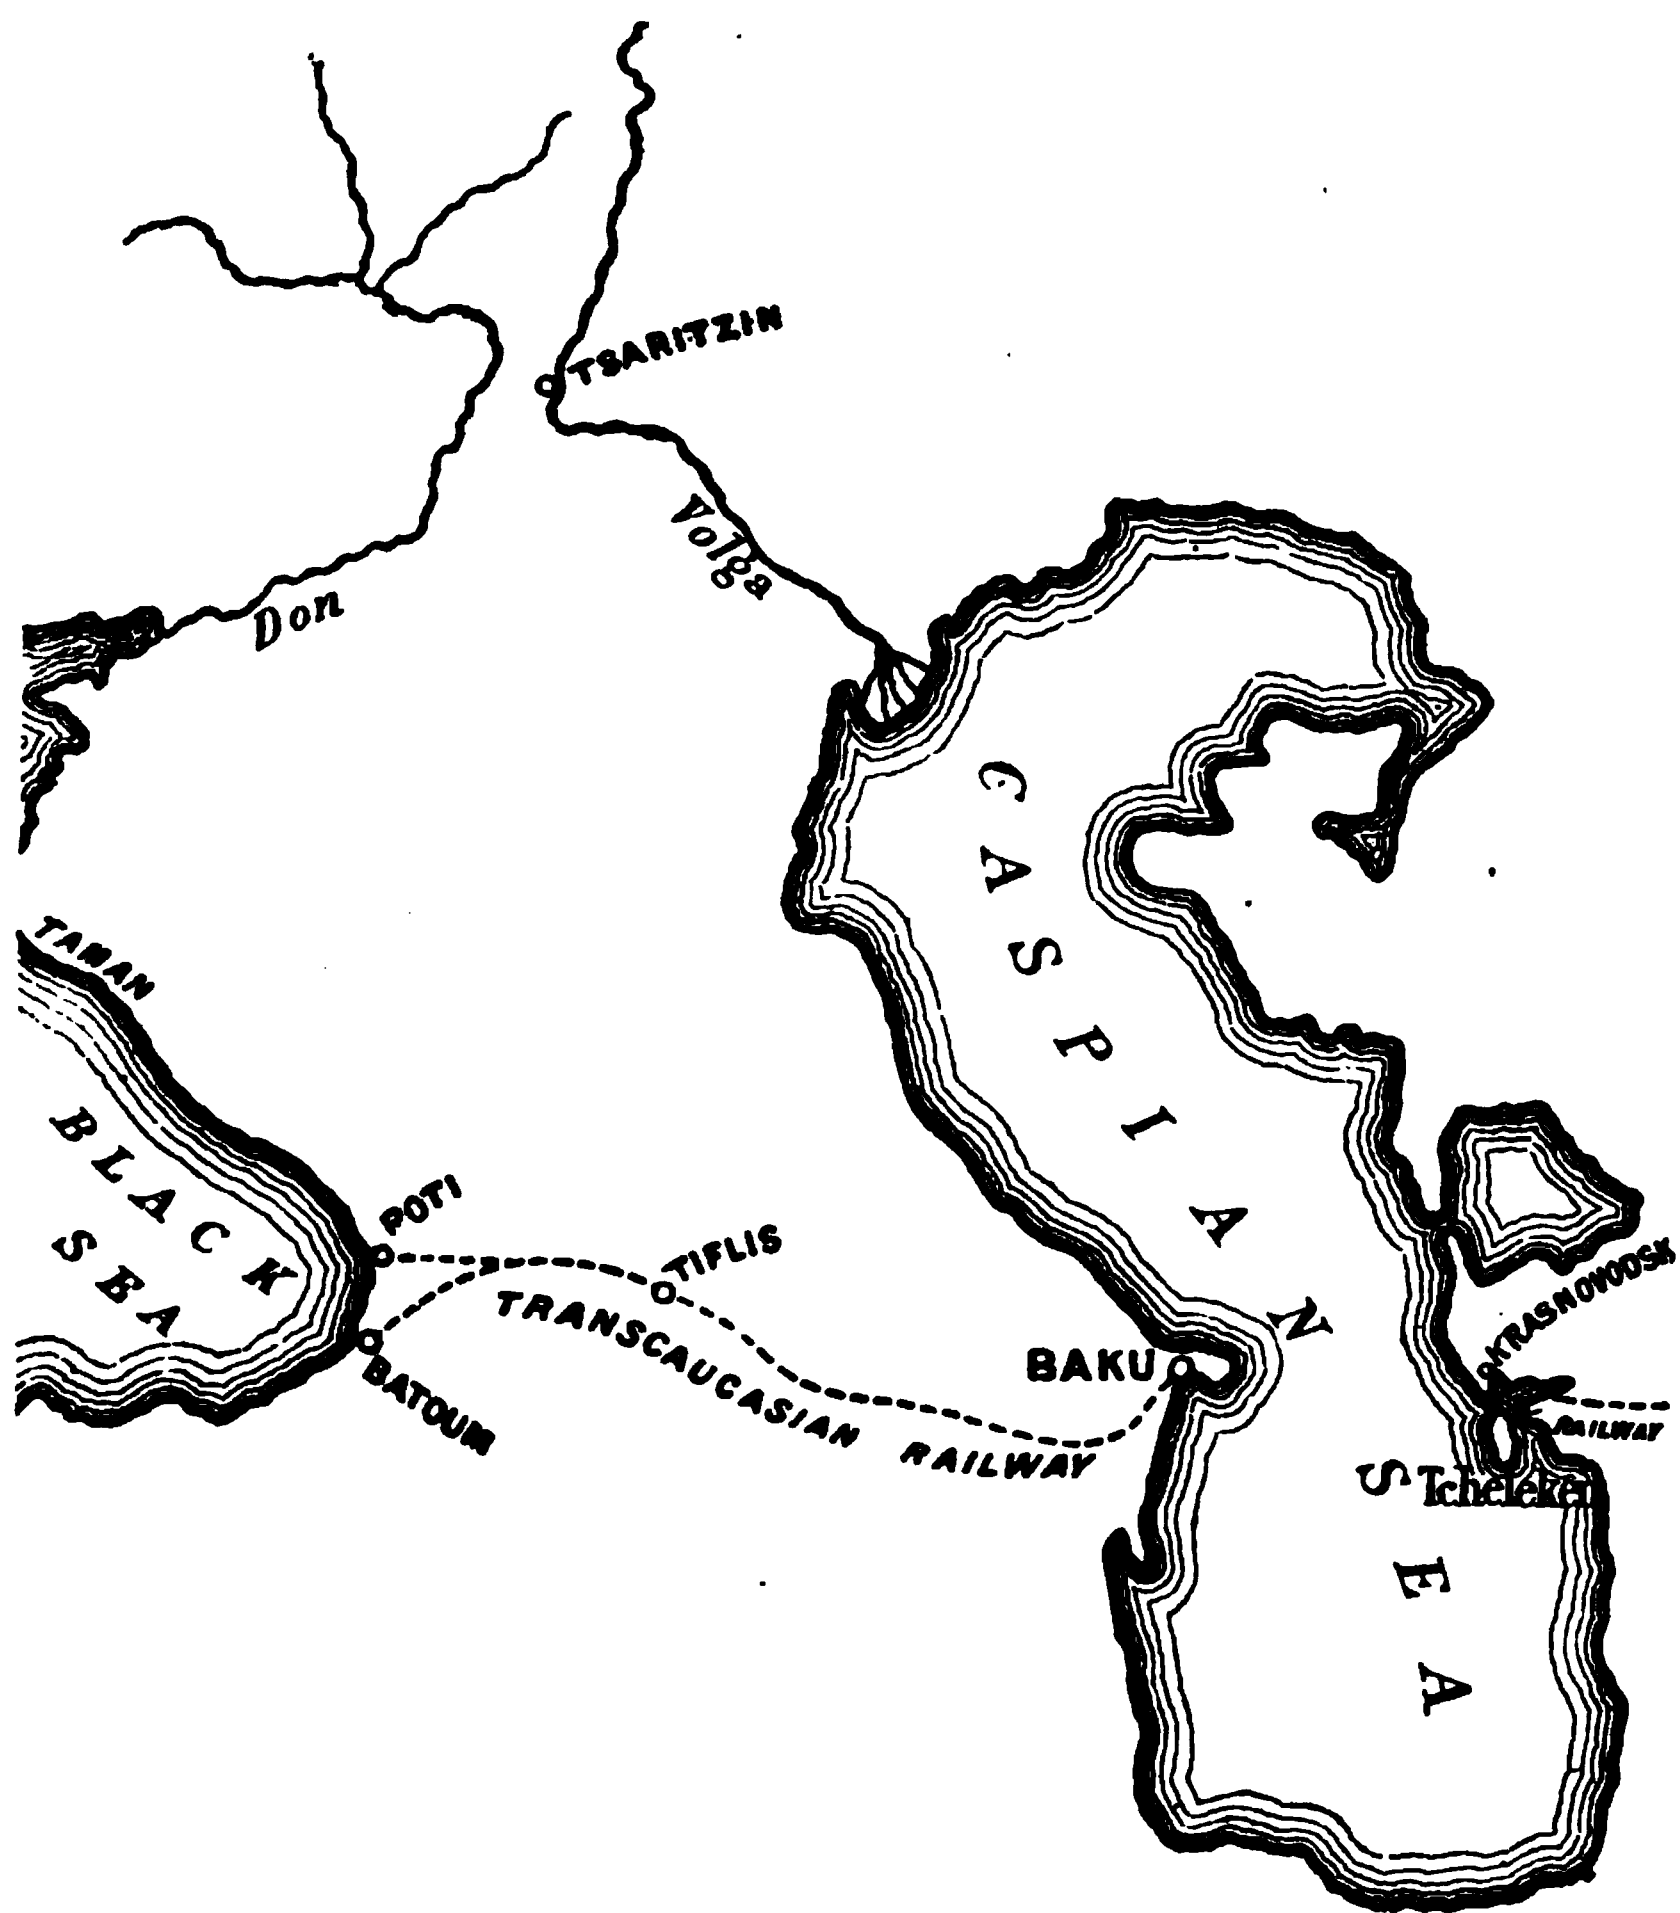 TSARITZIN
Volga
Don
CASPIAN
SEA
TAMAN
BLACK
SEA
POTI
TIFLIS
TRANSCAUCASIAN RAILWAY
BATOUM
BAKU
KRASNOVODSK
RAILWAY
Tcheleken